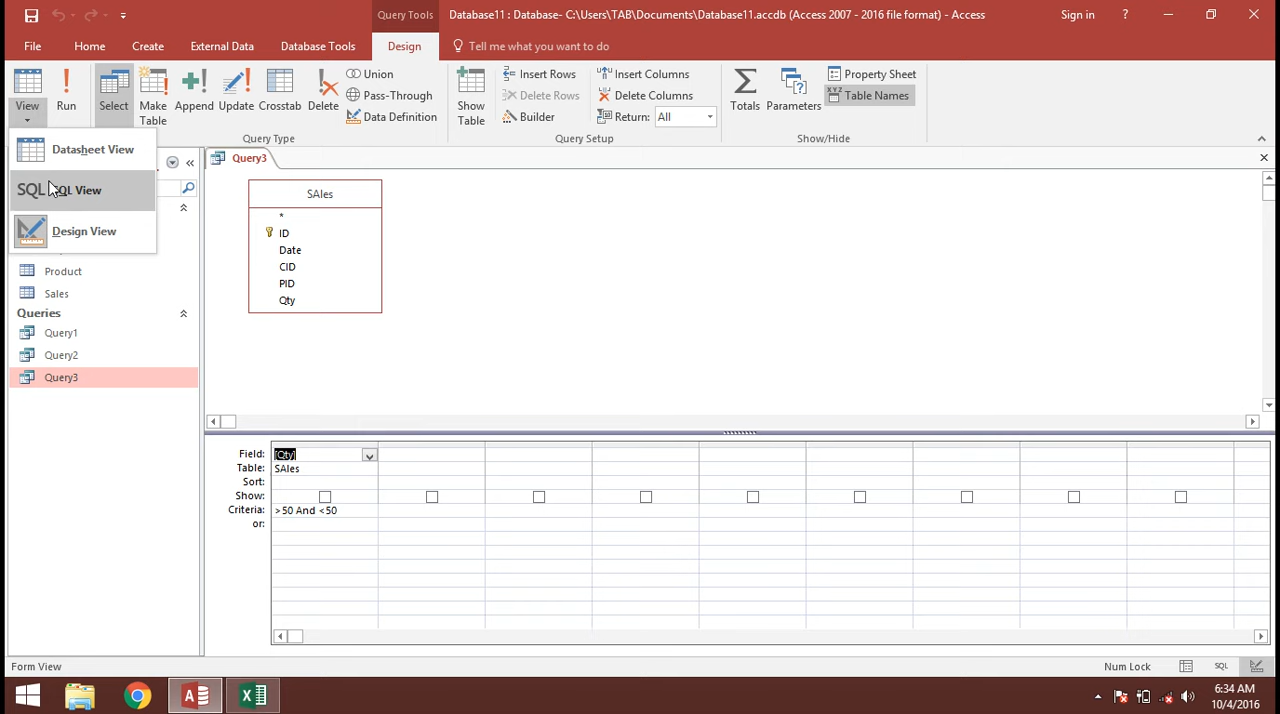 Query Tools
Database11 : Database- C:\Users\TAB\Documents\Database11.accdb (Access 2007 - 2016 file format) - Access
Sign in
?
File
Home
Create
External Data
Database Tools
Design
Tell me what you want to do
View
Run
Select
Make Table
Append
Update
Crosstab
Delete
Union
Pass-Through
Data Definition
Query Type
Show Table
Insert Rows
Delete Rows
Builder
Insert Columns
Delete Columns
Return: All
Query Setup
Totals
Parameters
Property Sheet
XYZ Table Names
Show/Hide
Datasheet View
SQL SQL View
Design View
Product
Sales
Queries
Query1
Query2
Query3
Query3
SAles
*
ID
Date
CID
PID
Qty
Field: [Qty]
Table: SAles
Sort:
Show:
Criteria: >50 And <50
or:
Form View
Num Lock
SQL
6:34 AM
10/4/2016